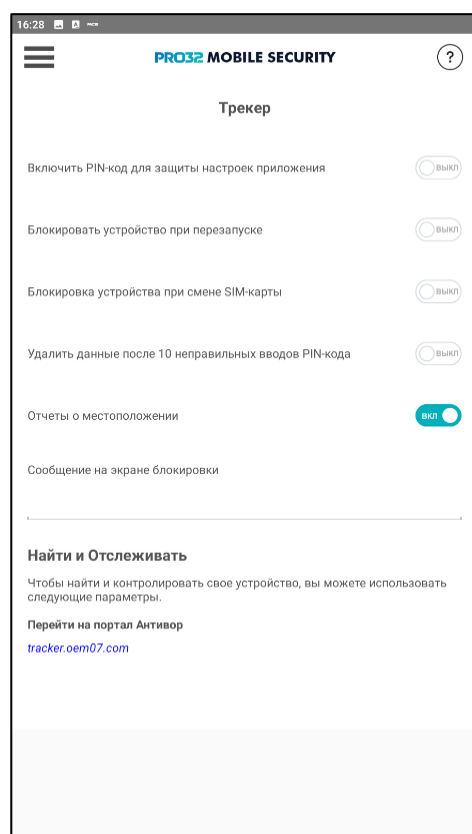 16:28
PRO32 MOBILE SECURITY
?
Трекер
Включить PIN-код для защиты настроек приложения
ВЫКЛ
Блокировать устройство при перезапуске
ВЫКЛ
Блокировка устройства при смене SIM-карты
ВЫКЛ
Удалить данные после 10 неправильных вводов PIN-кода
ВЫКЛ
Отчеты о местоположении
ВКЛ
Сообщение на экране блокировки
Найти и Отслеживать
Чтобы найти и контролировать свое устройство, вы можете использовать
следующие параметры.
Перейти на портал Антивор
tracker.oem07.com